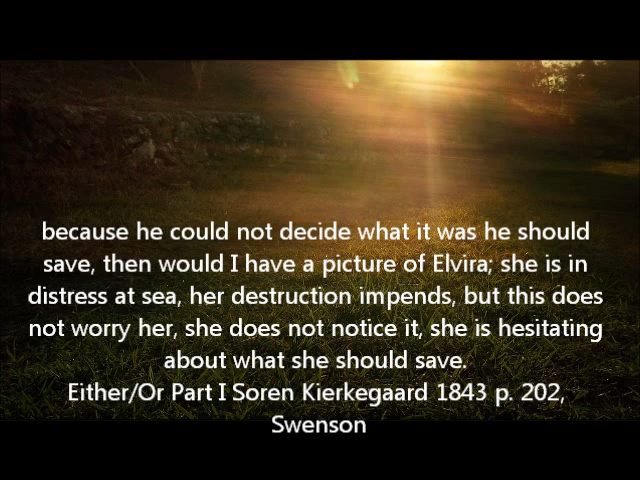 because he could not decide what it was he should
save, then would I have a picture of Elvira; she is in
distress at sea, her destruction impends, but this does
not worry her, she does not notice it, she is hesitating
about what she should save.
Either/Or Part I Soren Kierkegaard 1843 p. 202,
Swenson